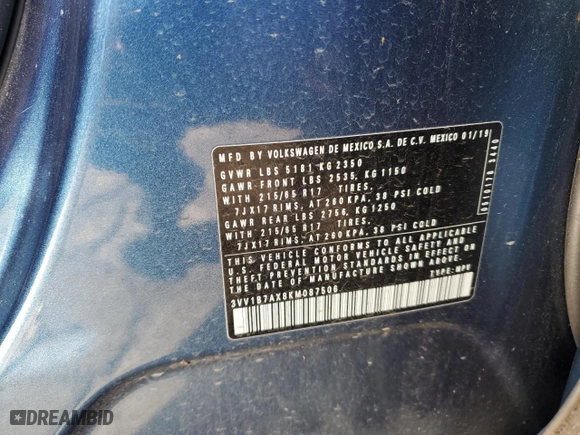 MFD BY VOLKSWAGEN DE MEXICO S.A. DE C.V. MEXICO 01/19
GVWR LBS 5181 KG 2350
GAWR FRONT LBS 2535, KG 1150
WITH 215/65 R17 TIRES.
7JX17 RIMS, AT 260 KPA, 38 PSI COLD
GAWR REAR LBS 2756, KG 1250
WITH 215/65 R17 TIRES.
7JX17 RIMS, AT 260 KPA, 38 PSI COLD
THIS VEHICLE CONFORMS TO ALL APPLICABLE
U.S. FEDERAL MOTOR VEHICLE SAFETY AND
THEFT PREVENTION STANDARDS IN EFFECT ON
THE DATE OF MANUFACTURE SHOWN ABOVE.
3VV1B7AX8KM087508 TYPE: MPV
DREAMBID